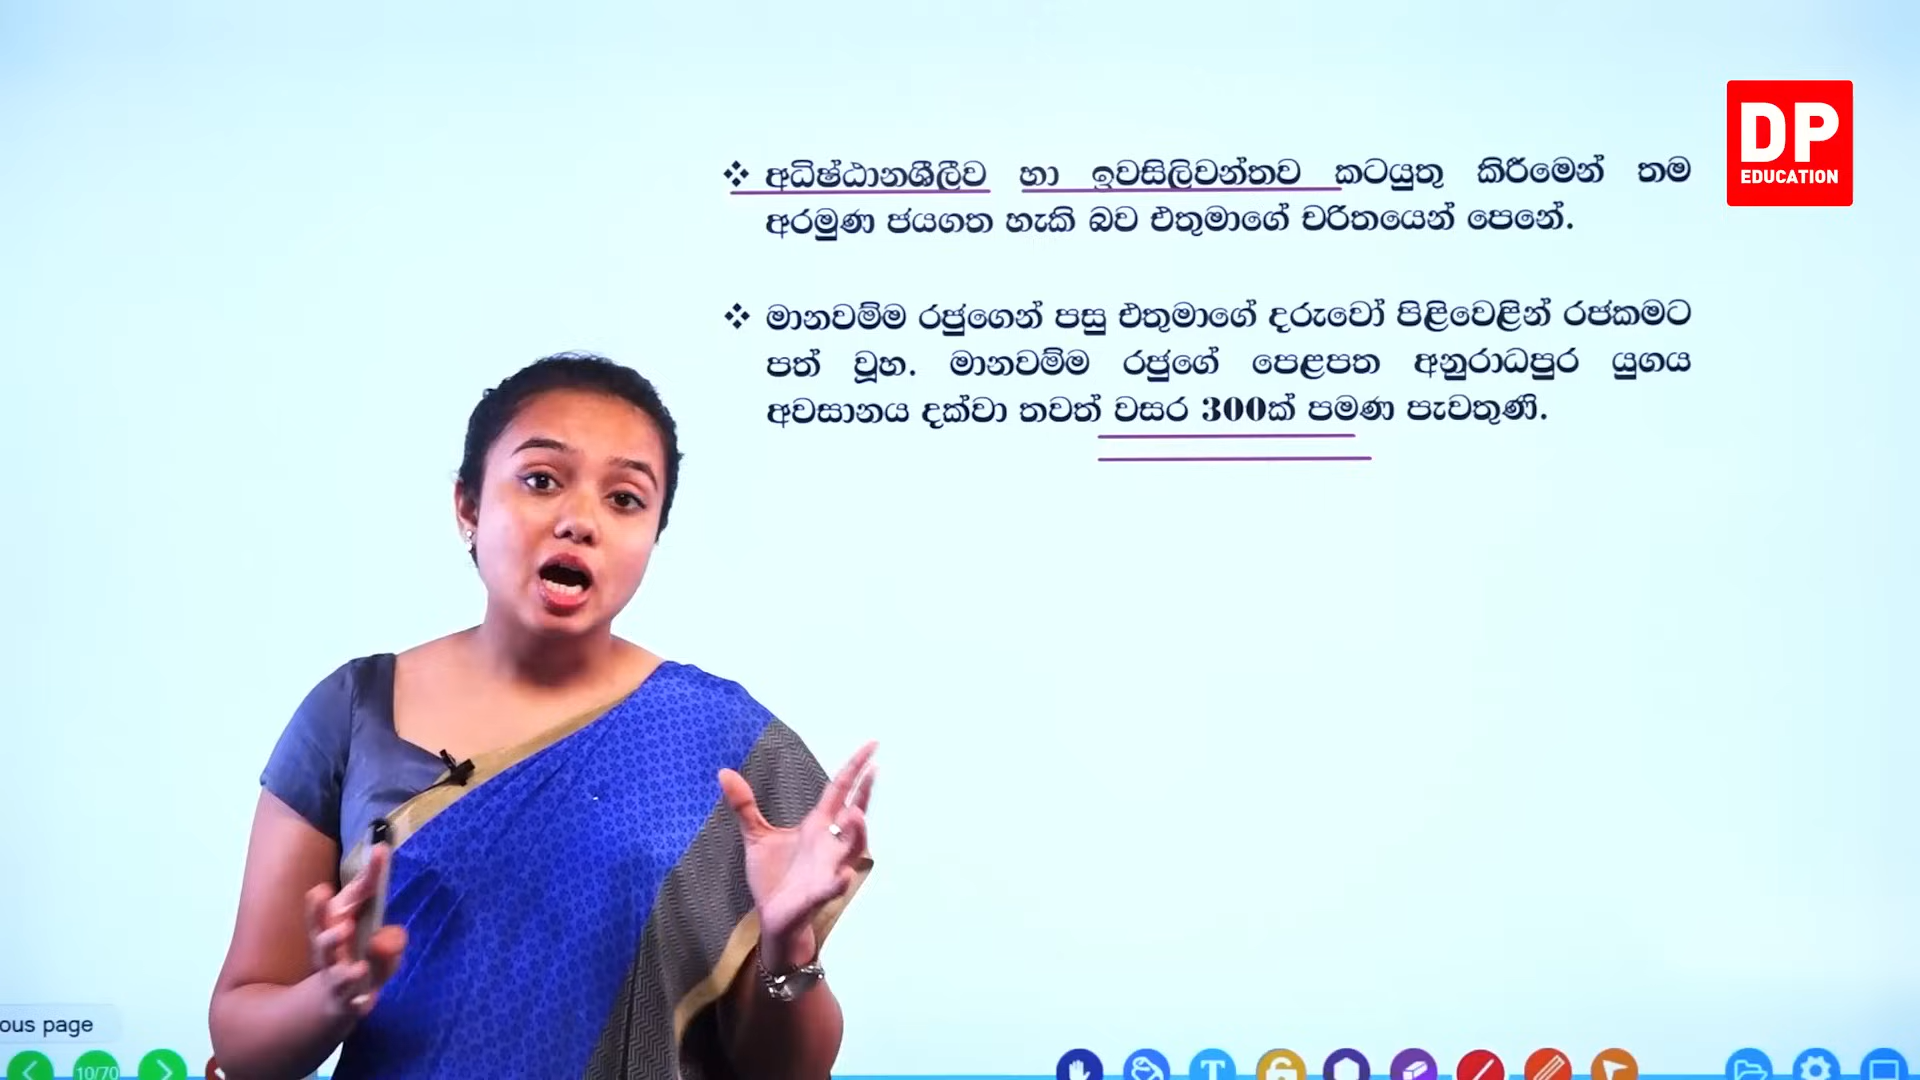 DP
EDUCATION
❖ අධිෂ්ඨානශීලීව හා ඉවසිලිවන්තව කටයුතු කිරීමෙන් තම
අරමුණ ජයගත හැකි බව එතුමාගේ චරිතයෙන් පෙනේ.
❖ මානවම්ම රජුගෙන් පසු එතුමාගේ දරුවෝ පිළිවෙළින් රජකමට
පත් වූහ. මානවම්ම රජුගේ පෙළපත අනුරාධපුර යුගය
අවසානය දක්වා තවත් වසර 300ක් පමණ පැවතුණි.
ous page
10/70
T